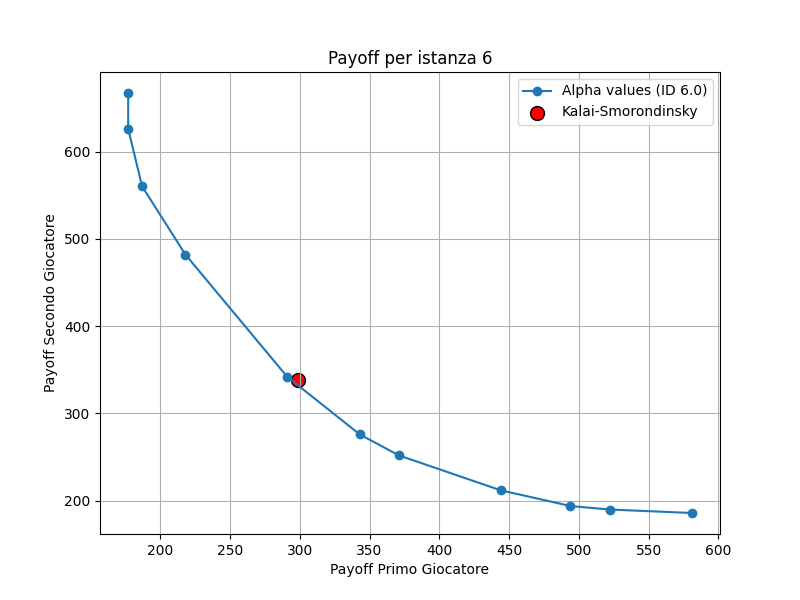 Payoff per istanza 6
Alpha values (ID 6.0)
Kalai-Smorondinsky
Payoff Secondo Giocatore
600
500
400
300
200
200
250
300
350
400
450
500
550
600
Payoff Primo Giocatore